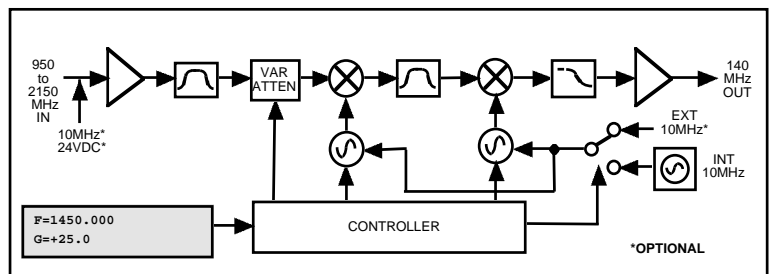 950
to
2150
MHz
IN
10MHz*
24VDC*
VAR
ATTEN
140
MHz
OUT
EXT
10MHz*
INT
10MHz
F=1450.000
G=+25.0
CONTROLLER
*OPTIONAL